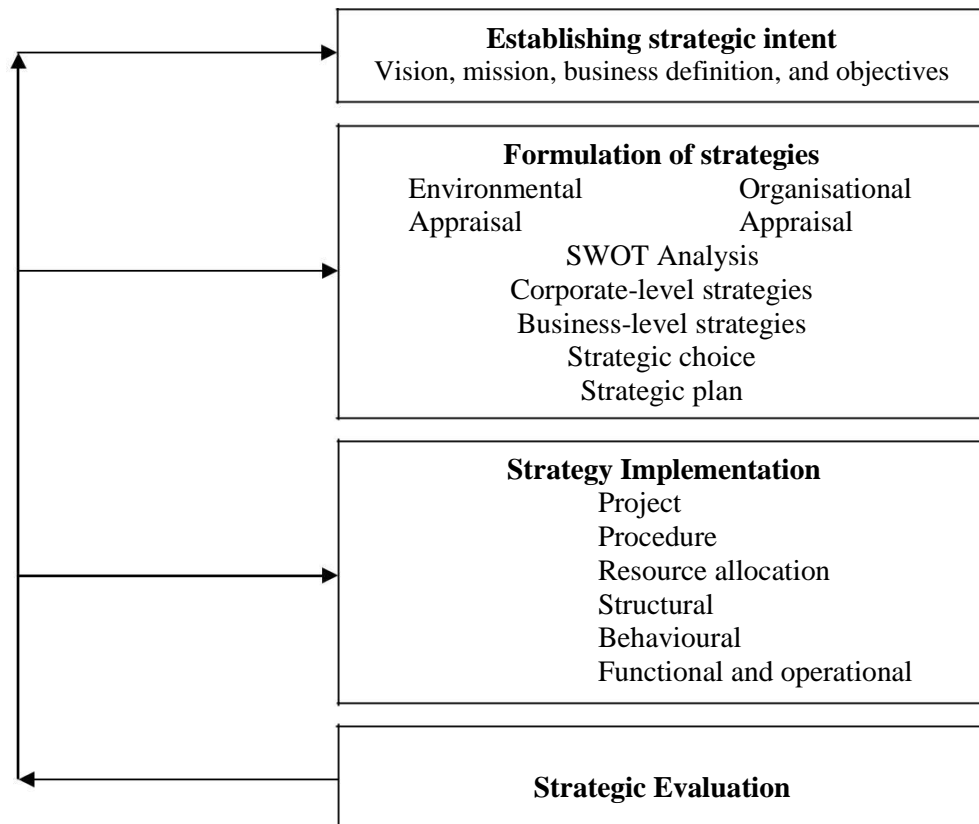 Establishing strategic intent
Vision, mission, business definition, and objectives
Formulation of strategies
Environmental Organisational
Appraisal Appraisal
SWOT Analysis
Corporate-level strategies
Business-level strategies
Strategic choice
Strategic plan
Strategy Implementation
Project
Procedure
Resource allocation
Structural
Behavioural
Functional and operational
Strategic Evaluation